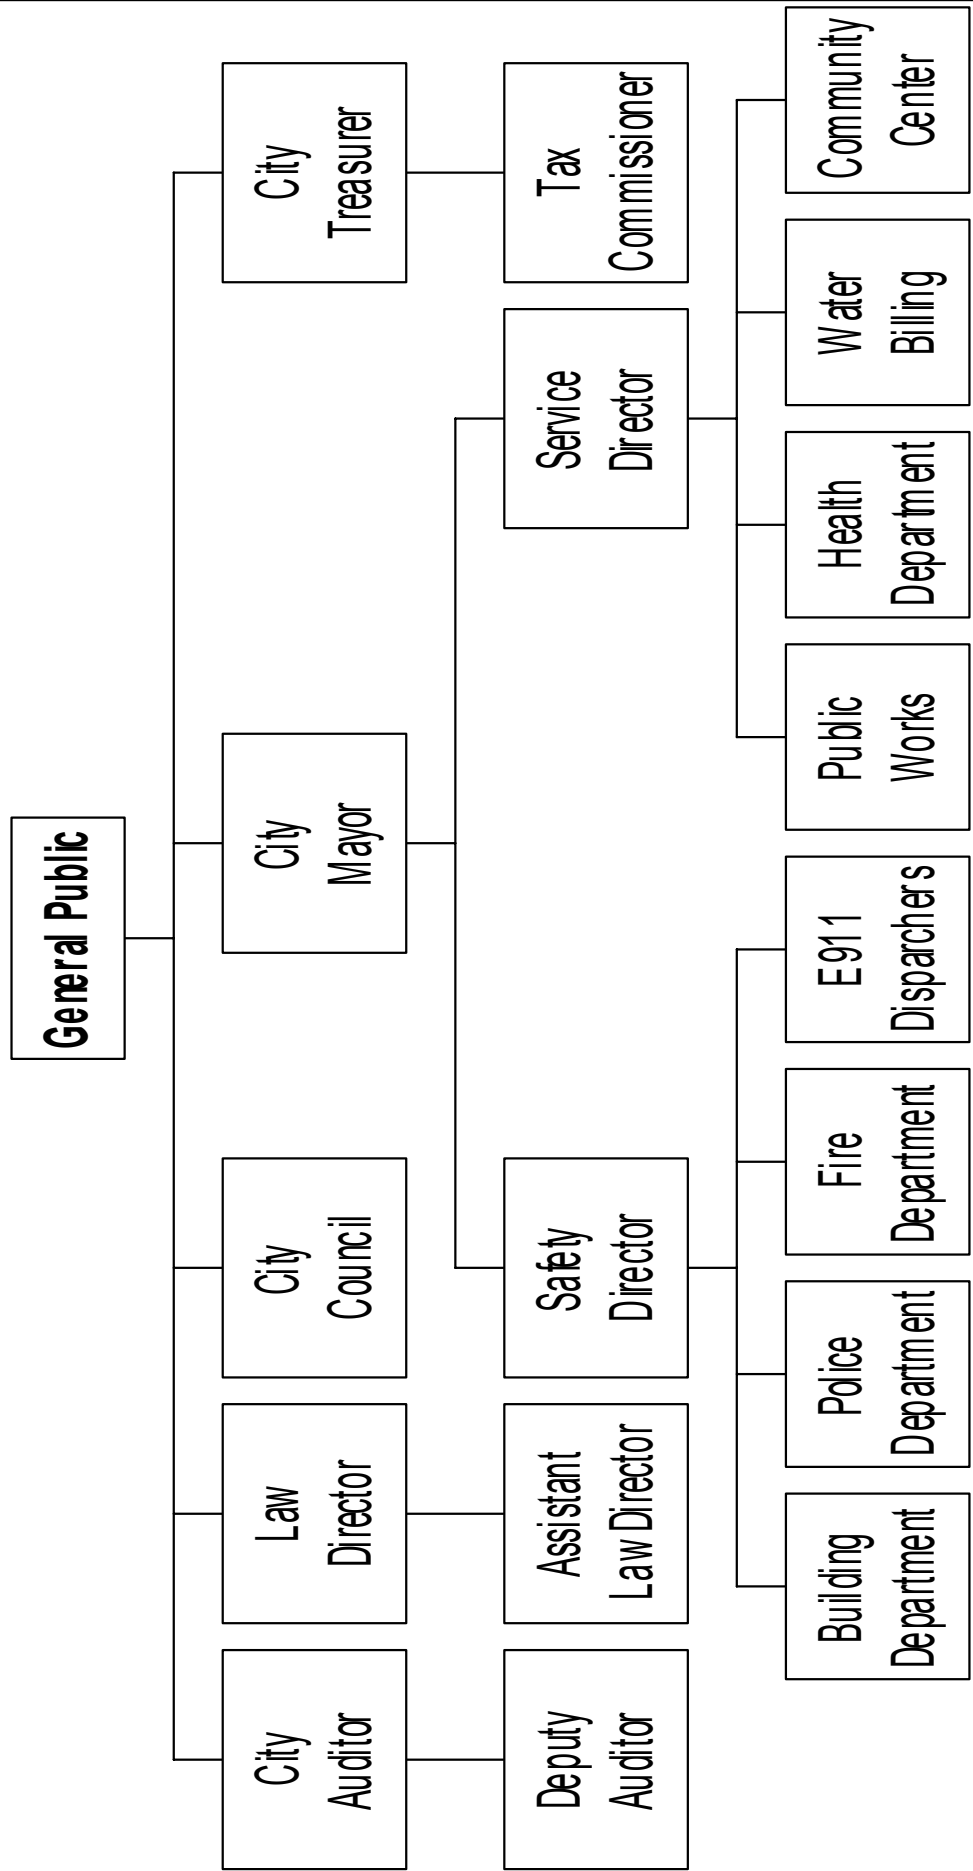 General Public
City
Auditor
Law
Director
City
Council
City
Mayor
City
Treasurer
Deputy
Auditor
Assistant
Law Director
Safety
Director
Service
Director
Tax
Commissioner
Building
Department
Police
Department
Fire
Department
E911
Disparchers
Public
Works
Health
Department
Water
Billing
Community
Center